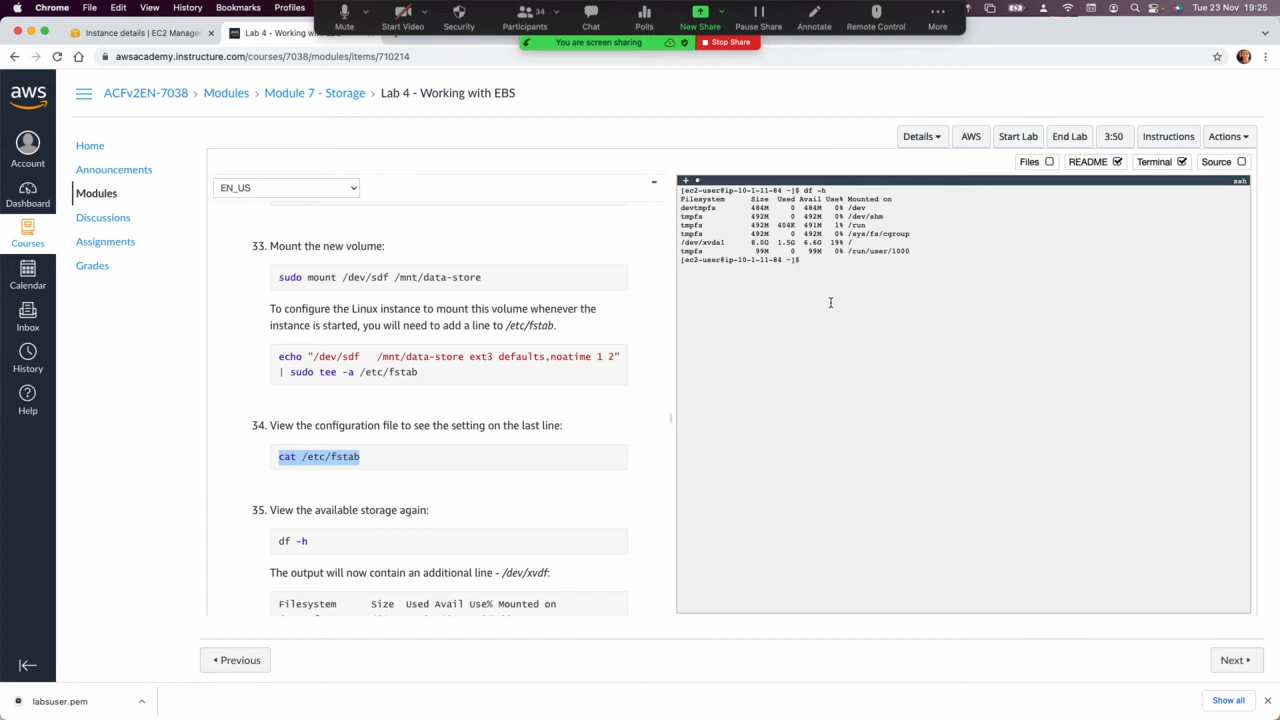 Chrome
Instance details | EC2 Manage
Lab 4 - Working with EBS
Mute
Start Video
Security
Participants
34
Chat
Polls
New Share
Pause Share
Annotate
Remote Control
More
You are screen sharing
Stop Share
awsacademy.instructure.com/courses/7038/modules/items/710214
aws
Account
Dashboard
Courses
Calendar
Inbox
History
Help
ACFv2EN-7038 > Modules > Module 7 - Storage > Lab 4 - Working with EBS
Home
Announcements
Modules
Discussions
Assignments
Grades
Details
AWS
Start Lab
End Lab
3:50
Instructions
Actions
Files
README
Terminal
Source
EN_US
33. Mount the new volume:
sudo mount /dev/sdf /mnt/data-store
To configure the Linux instance to mount this volume whenever the
instance is started, you will need to add a line to /etc/fstab.
echo "/dev/sdf   /mnt/data-store ext3 defaults,noatime 1 2"
| sudo tee -a /etc/fstab
34. View the configuration file to see the setting on the last line:
cat /etc/fstab
35. View the available storage again:
df -h
The output will now contain an additional line - /dev/xvdf:
Filesystem      Size  Used Avail Use% Mounted on
ssh
[ec2-user@ip-10-1-11-84 ~]$ df -h
Filesystem      Size  Used Avail Use% Mounted on
devtmpfs        484M     0  484M   0% /dev
tmpfs           492M     0  492M   0% /dev/shm
tmpfs           492M  404K  491M   1% /run
tmpfs           492M     0  492M   0% /sys/fs/cgroup
/dev/xvda1      8.0G  1.5G  6.6G  19% /
tmpfs            99M     0   99M   0% /run/user/1000
[ec2-user@ip-10-1-11-84 ~]$
Previous
Next
labsuser.pem
Show all